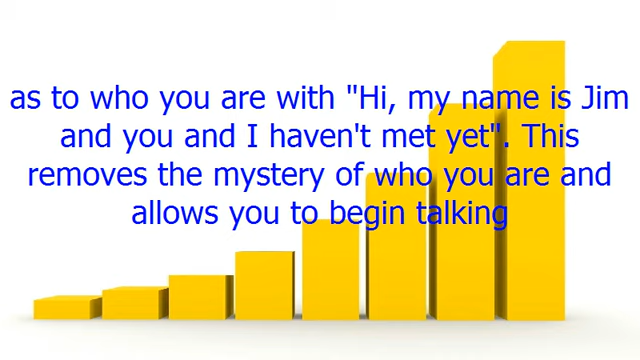 as to who you are with "Hi, my name is Jim
and you and I haven't met yet". This
removes the mystery of who you are and
allows you to begin talking